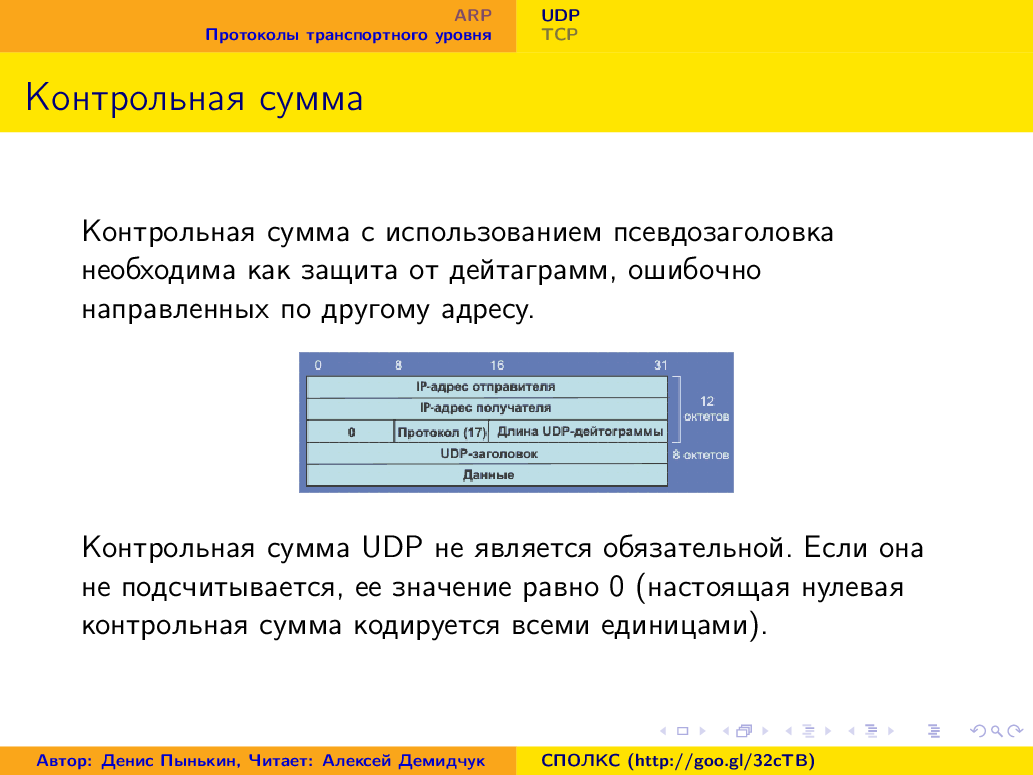 ARP
Протоколы транспортного уровня
UDP
TCP
Контрольная сумма
Контрольная сумма с использованием псевдозаголовка
необходима как защита от дейтаграмм, ошибочно
направленных по другому адресу.
0 8 16 31
IP-адрес отправителя
IP-адрес получателя
12
октетов
0 Протокол (17) Длина UDP-дейтограммы
UDP-заголовок 8 октетов
Данные
Контрольная сумма UDP не является обязательной. Если она
не подсчитывается, ее значение равно 0 (настоящая нулевая
контрольная сумма кодируется всеми единицами).
Автор: Денис Пынькин, Читает: Алексей Демидчук
СПОЛКС (http://goo.gl/32cTB)